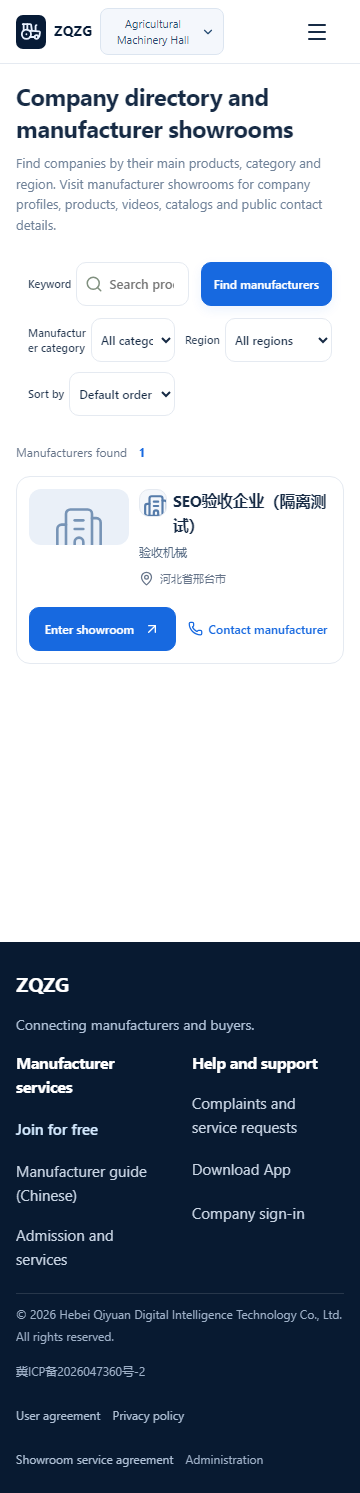 ZQZG
Agricultural
Machinery Hall
Company directory and
manufacturer showrooms
Find companies by their main products, category and
region. Visit manufacturer showrooms for company
profiles, products, videos, catalogs and public contact
details.
Keyword
Search pro
Find manufacturers
Manufactur
er category
All catego
Region
All regions
Sort by
Default order
Manufacturers found 1
SEO验收企业（隔离测
试）
验收机械
河北省邢台市
Enter showroom
Contact manufacturer
ZQZG
Connecting manufacturers and buyers.
Manufacturer
services
Join for free
Manufacturer guide
(Chinese)
Admission and
services
Help and support
Complaints and
service requests
Download App
Company sign-in
© 2026 Hebei Qiyuan Digital Intelligence Technology Co., Ltd.
All rights reserved.
冀ICP备2026047360号-2
User agreement Privacy policy
Showroom service agreement Administration